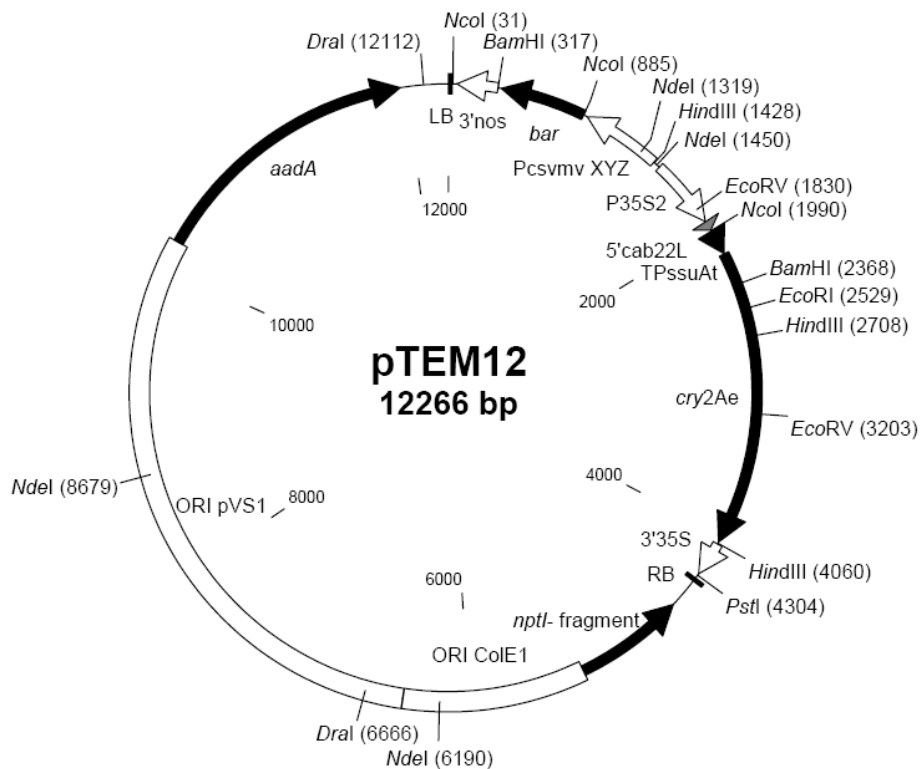 NcoI (31)
DraI (12112)
BamHI (317)
NcoI (885)
NdeI (1319)
HindIII (1428)
NdeI (1450)
LB 3'nos
bar
aadA
Pcsvmv XYZ
EcoRV (1830)
P35S2
NcoI (1990)
12000
5'cab22L
TPssuAt
BamHI (2368)
2000
EcoRI (2529)
10000
HindIII (2708)
pTEM12
12266 bp
cry2Ae
EcoRV (3203)
NdeI (8679)
4000
ORI pVS1
8000
3'35S
HindIII (4060)
RB
6000
PstI (4304)
nptI- fragment
ORI ColE1
DraI (6666)
NdeI (6190)